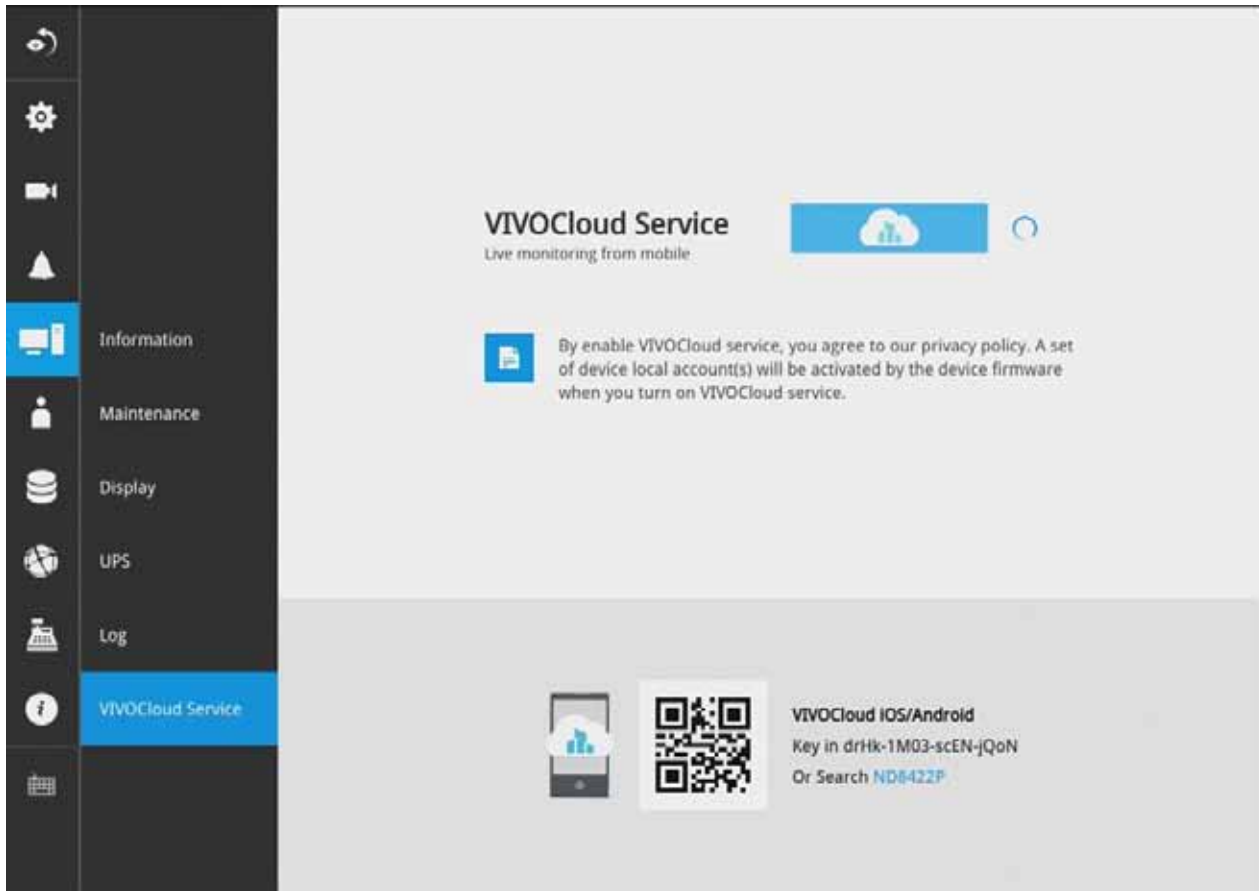 VIVOCloud Service
Live monitoring from mobile
By enable VIVOCloud service, you agree to our privacy policy. A set
of device local account(s) will be activated by the device firmware
when you turn on VIVOCloud service.
Information
Maintenance
Display
UPS
Log
VIVOCloud Service
VIVOCloud iOS/Android
Key in drHk-1M03-scEN-jQoN
Or Search ND8422P